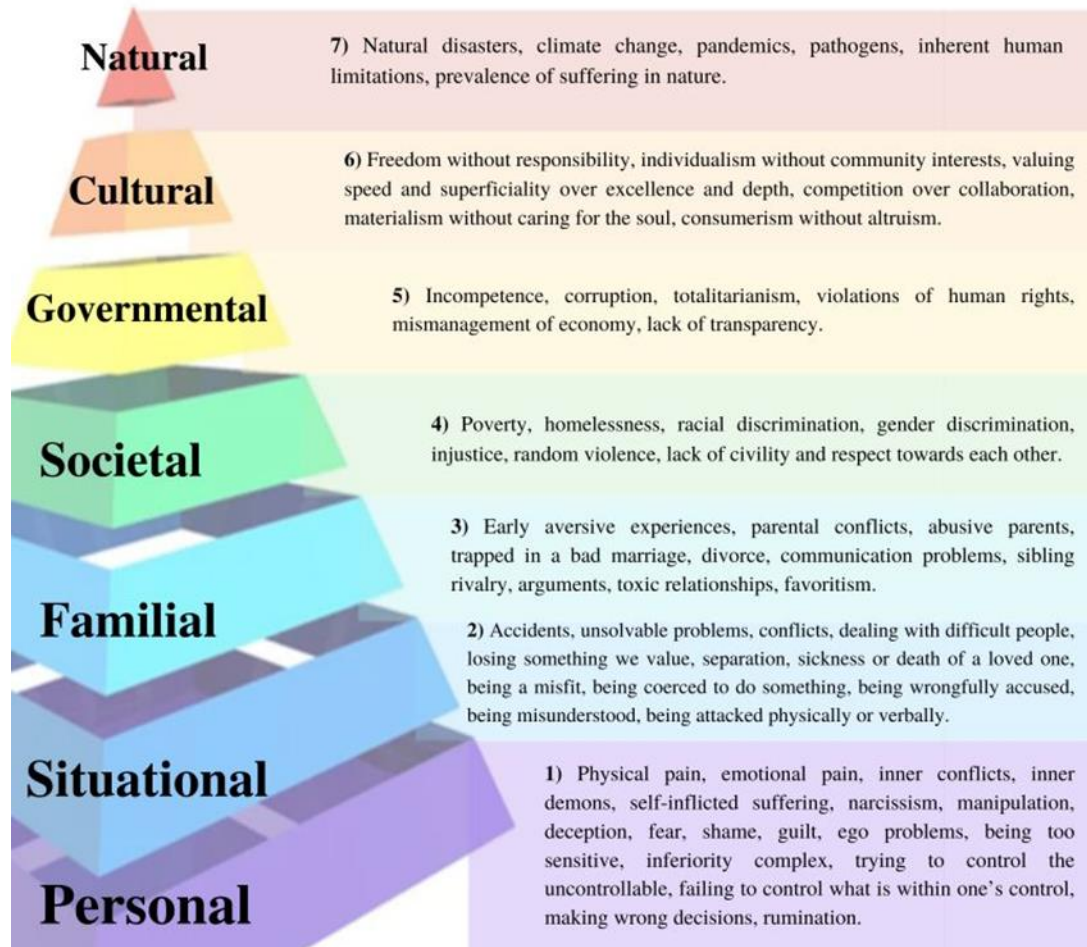 Natural
7) Natural disasters, climate change, pandemics, pathogens, inherent human
limitations, prevalence of suffering in nature.
Cultural
6) Freedom without responsibility, individualism without community interests, valuing
speed and superficiality over excellence and depth, competition over collaboration,
materialism without caring for the soul, consumerism without altruism.
Governmental
5) Incompetence, corruption, totalitarianism, violations of human rights,
mismanagement of economy, lack of transparency.
Societal
4) Poverty, homelessness, racial discrimination, gender discrimination,
injustice, random violence, lack of civility and respect towards each other.
Familial
3) Early aversive experiences, parental conflicts, abusive parents,
trapped in a bad marriage, divorce, communication problems, sibling
rivalry, arguments, toxic relationships, favoritism.
Situational
2) Accidents, unsolvable problems, conflicts, dealing with difficult people,
losing something we value, separation, sickness or death of a loved one,
being a misfit, being coerced to do something, being wrongfully accused,
being misunderstood, being attacked physically or verbally.
Personal
1) Physical pain, emotional pain, inner conflicts, inner
demons, self-inflicted suffering, narcissism, manipulation,
deception, fear, shame, guilt, ego problems, being too
sensitive, inferiority complex, trying to control the
uncontrollable, failing to control what is within one's control,
making wrong decisions, rumination.